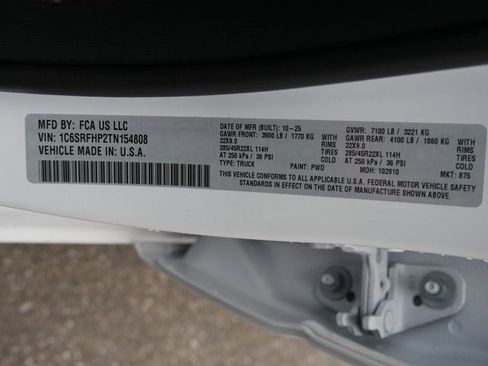 MFD BY: FCA US LLC
VIN: 1C6SRFHP2TN154808
VEHICLE MADE IN: U.S.A.
DATE OF MFR (BUILT): 10-25 GVWR: 7100 LB / 3221 KG
GAWR FRONT: 3900 LB / 1770 KG WITH GAWR REAR: 4100 LB / 1860 KG WITH
22X9.0 RIMS 22X9.0 RIMS
285/45R22XL 114H TIRES 285/45R22XL 114H TIRES
AT 250 kPa / 36 PSI COLD AT 250 kPa / 36 PSI COLD
TYPE: TRUCK PAINT: PWD MDH: 102910 MKT: 875
THIS VEHICLE CONFORMS TO ALL APPLICABLE U.S.A. FEDERAL MOTOR VEHICLE SAFETY
STANDARDS IN EFFECT ON THE DATE OF MANUFACTURE SHOWN ABOVE.